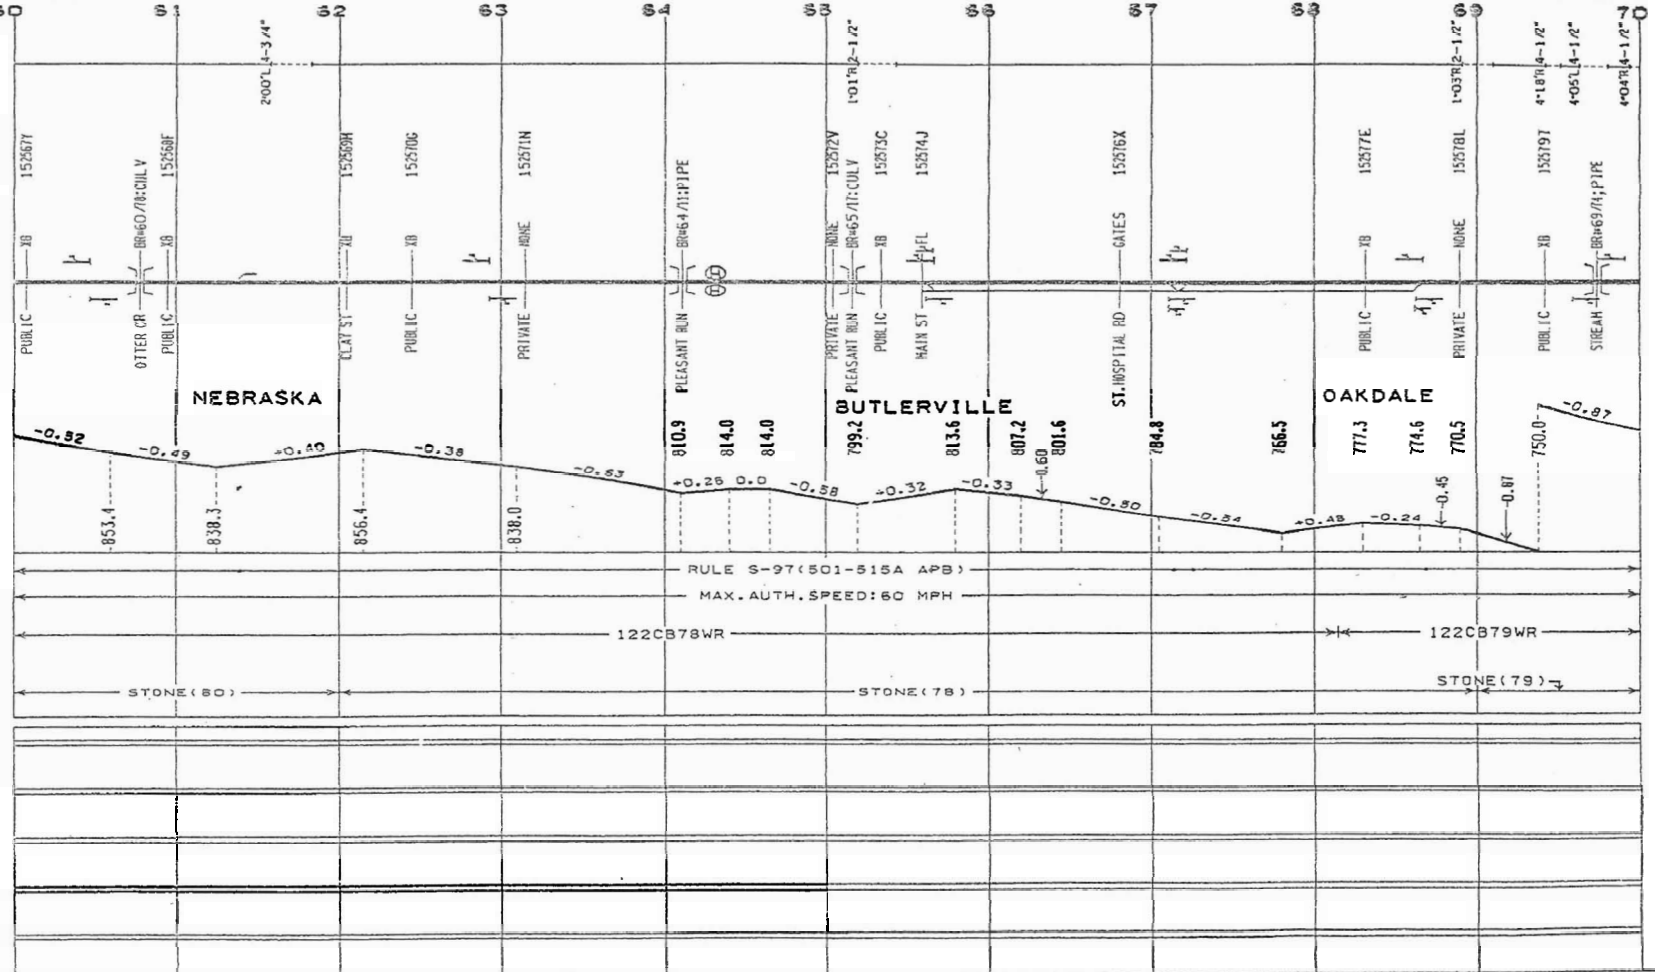 60 61 62 63 64 65 66 67 68 69 70
2°00'L 4-3/4"
1°01'R 2-1/2"
1°03'R 2-1/2"
4°18'R 4-1/2"
4°05'L 4-1/2"
4°04'R 4-1/2"
PUBLIC XB 152567Y
OTTER CR BR#60/78:CULV
PUBLIC XB 152568F
CLAY ST XB 152569M
PUBLIC XB 152570G
PRIVATE NONE 152571N
PLEASANT RUN BR#64/11:PIPE
PRIVATE NONE 152572V
PLEASANT RUN BR#65/17:CULV
PUBLIC XB 152573C
MAIN ST FL 152574J
ST.HOSPITAL RD GATES 152576X
PUBLIC XB 152577E
PRIVATE NONE 152578L
PUBLIC XB 152579T
STREAM BR#69/74;PIPE
NEBRASKA
BUTLERVILLE
OAKDALE
-0.52 -0.49 +0.40 -0.38 -0.53 +0.26 0.0 -0.58 +0.32 -0.33 -0.60 -0.50 -0.54 +0.48 -0.24 -0.45 -0.87 -0.87
853.4 838.3 856.4 838.0 810.9 814.0 814.0 799.2 813.6 807.2 801.6 784.8 766.5 777.3 774.6 770.5 750.0
RULE S-97(501-515A APB)
MAX.AUTH.SPEED:60 MPH
122CB78WR 122CB79WR
STONE(80) STONE(78) STONE(79)